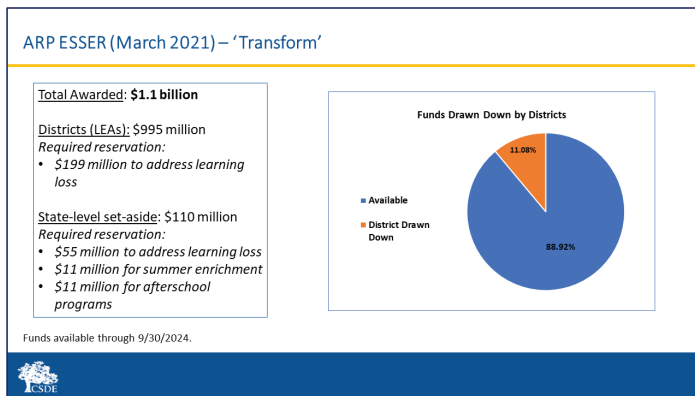 ARP ESSER (March 2021) – ‘Transform’
Total Awarded: $1.1 billion
Districts (LEAs): $995 million
Required reservation:
• $199 million to address learning
loss
State-level set-aside: $110 million
Required reservation:
• $55 million to address learning loss
• $11 million for summer enrichment
• $11 million for afterschool
programs
Funds Drawn Down by Districts
11.08%
Available
District Drawn
Down
88.92%
Funds available through 9/30/2024.
CSDE